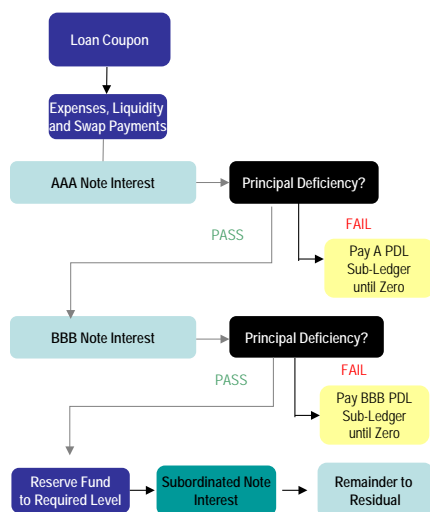 Loan Coupon
Expenses, Liquidity
and Swap Payments
AAA Note Interest
Principal Deficiency?
FAIL
PASS
Pay A PDL
Sub-Ledger
until Zero
BBB Note Interest
Principal Deficiency?
FAIL
PASS
Pay BBB PDL
Sub-Ledger
until Zero
Reserve Fund
to Required Level
Subordinated Note
Interest
Remainder to
Residual